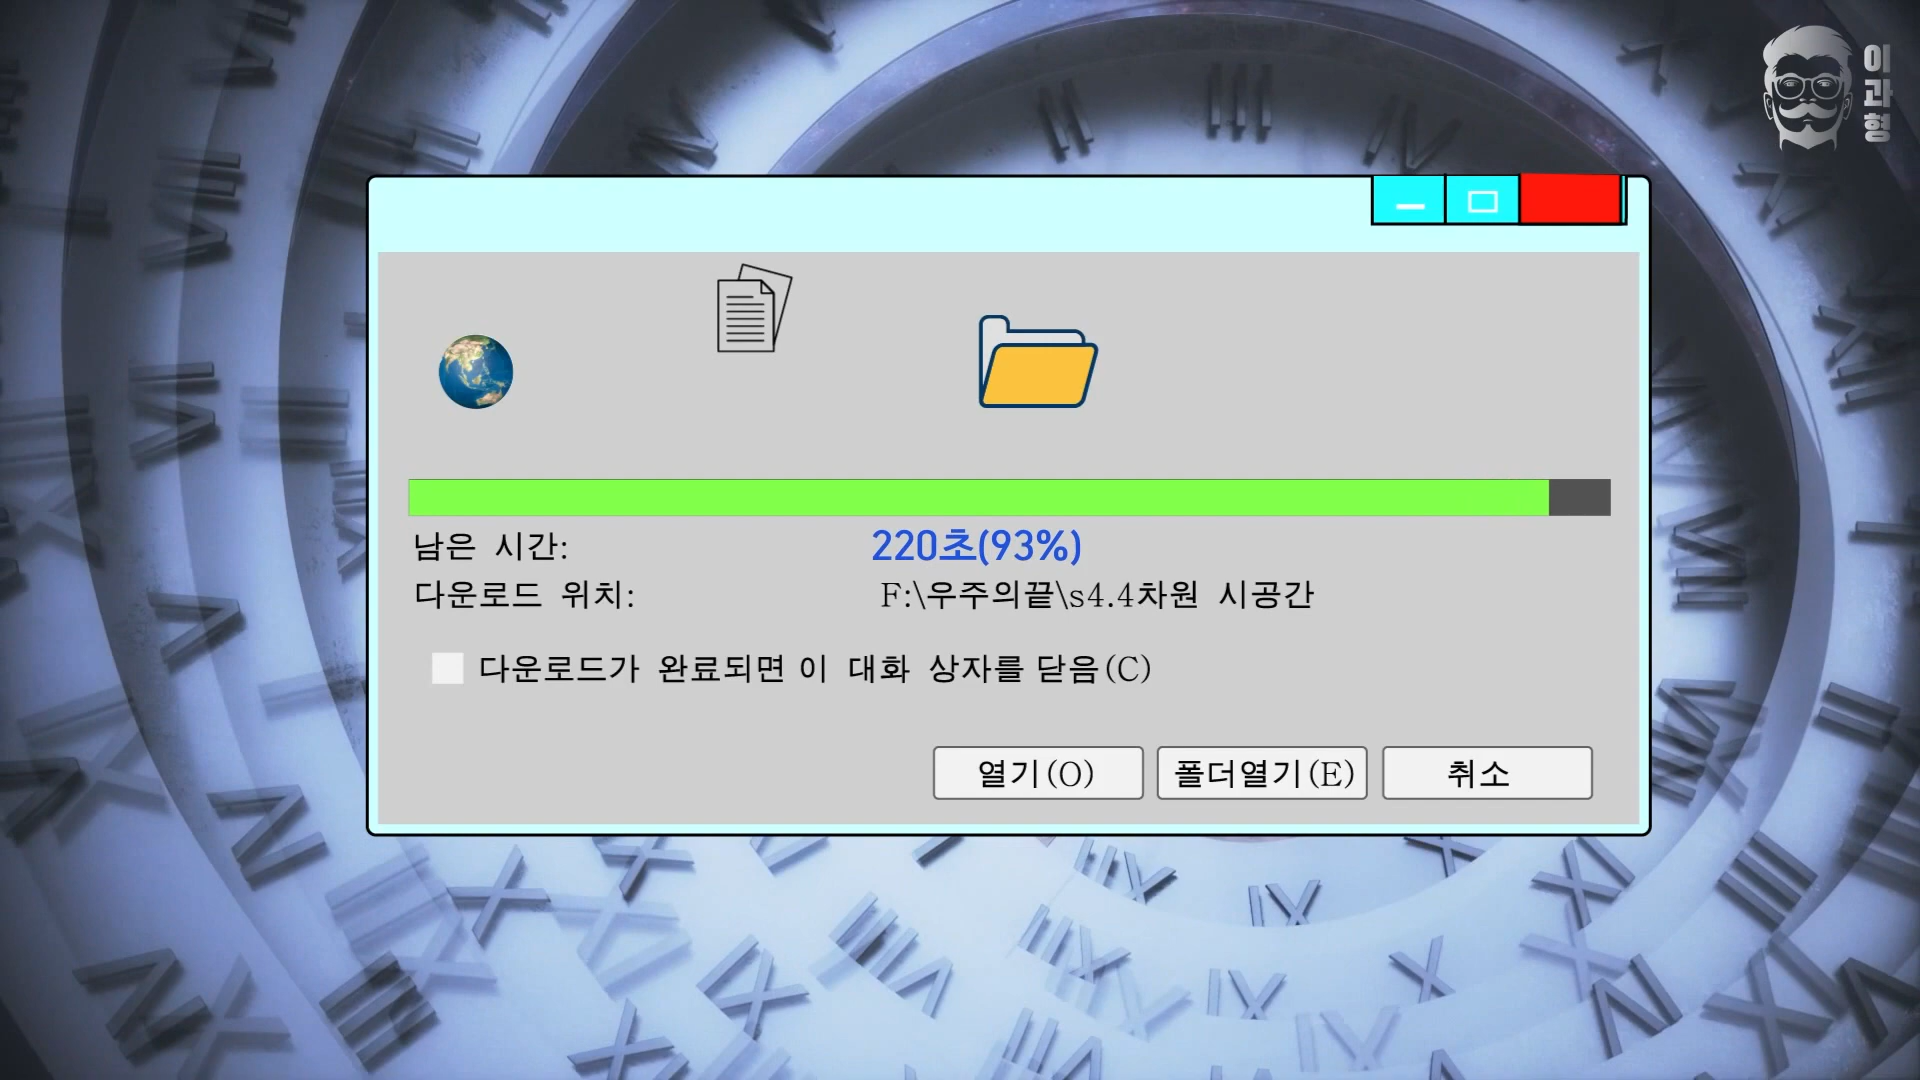 이과형
남은 시간: 220초(93%)
다운로드 위치: F:\우주의끝\s4.4차원 시공간
다운로드가 완료되면 이 대화 상자를 닫음(C)
열기(O) 폴더열기(E) 취소